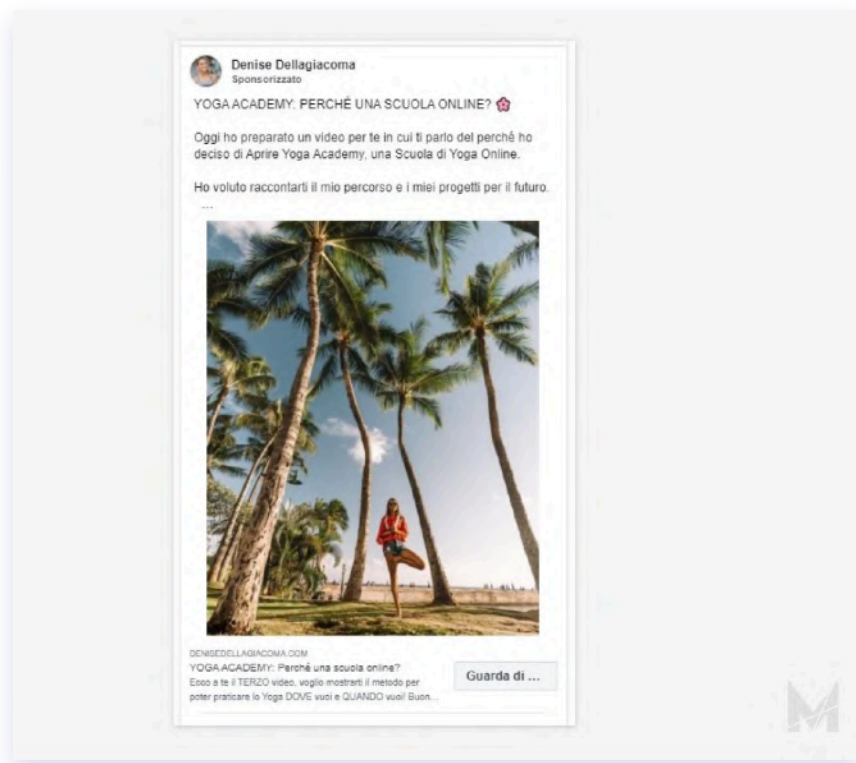 Denise Dellagiacoma
Sponsorizzato
YOGA ACADEMY: PERCHÉ UNA SCUOLA ONLINE? 🌸
Oggi ho preparato un video per te in cui ti parlo del perché ho
deciso di Aprire Yoga Academy, una Scuola di Yoga Online.
Ho voluto raccontarti il mio percorso e i miei progetti per il futuro.
...
DENISEDELLAGIACOMA.COM
YOGA ACADEMY: Perché una scuola online?
Ecco a te il TERZO video, voglio mostrarti il metodo per
poter praticare lo Yoga DOVE vuoi e QUANDO vuoi! Buon...
Guarda di ...
M